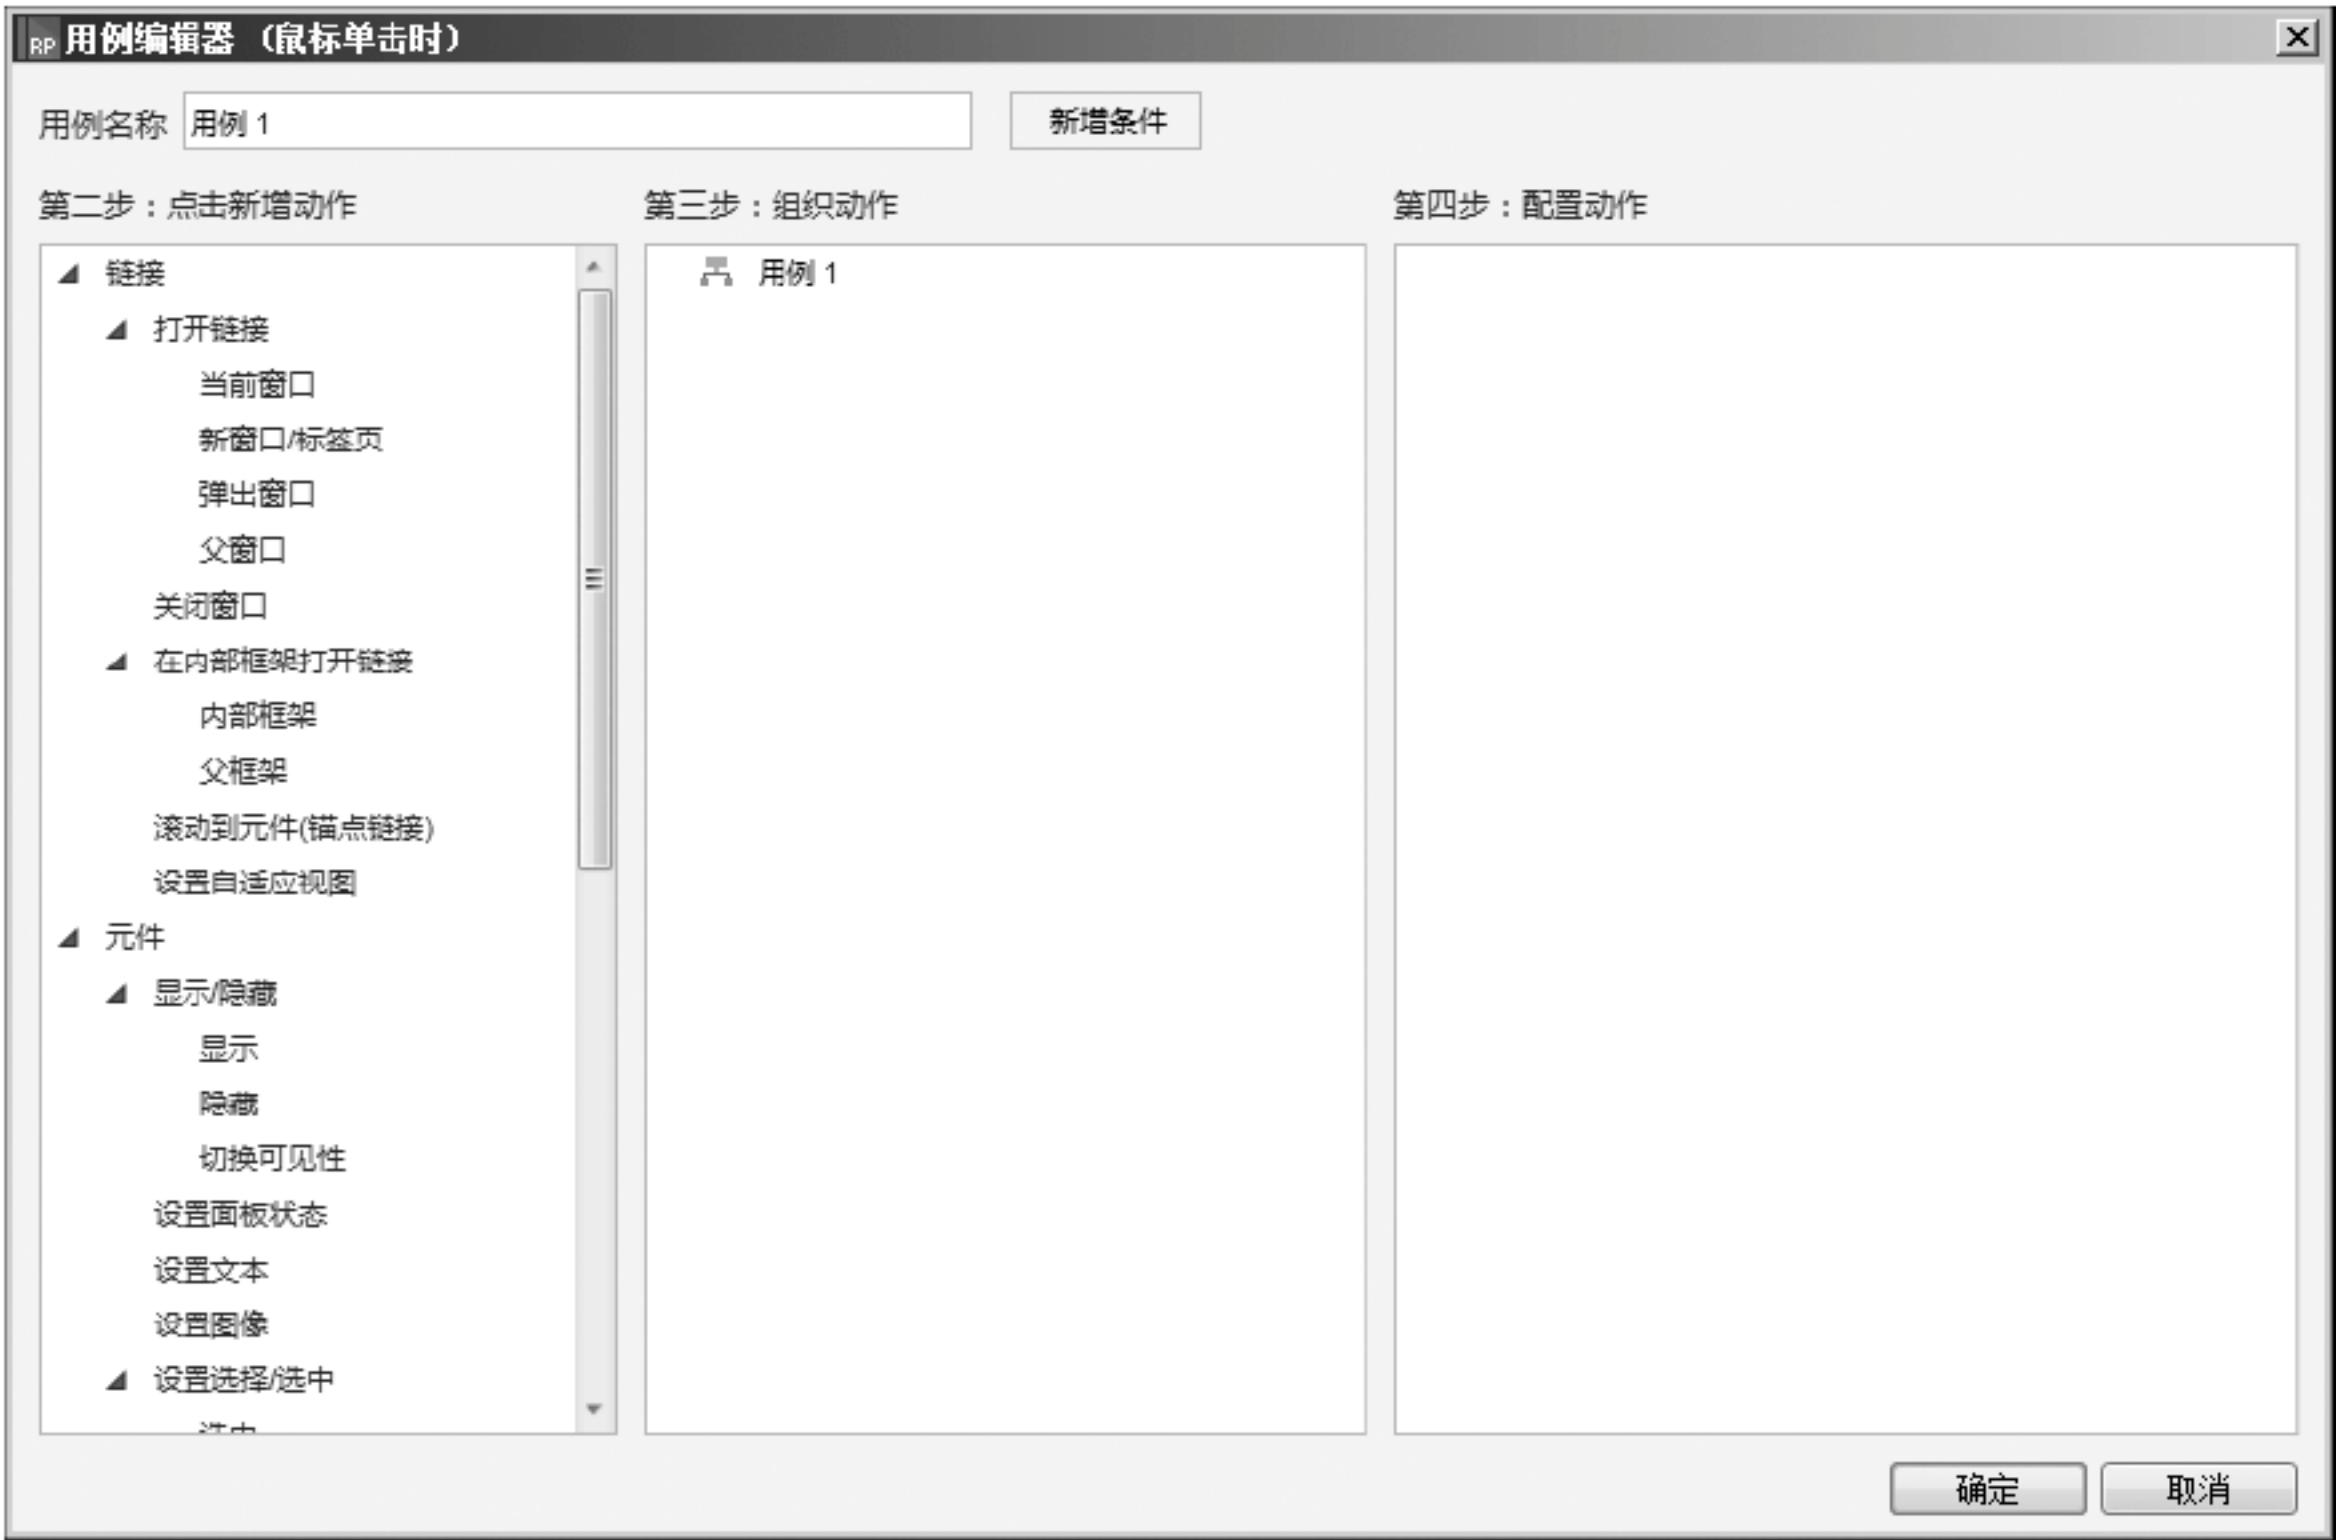 RP 用例编辑器 (鼠标单击时)
用例名称 用例 1 新增条件
第二步：点击新增动作
链接
打开链接
当前窗口
新窗口/标签页
弹出窗口
父窗口
关闭窗口
在内部框架打开链接
内部框架
父框架
滚动到元件(锚点链接)
设置自适应视图
元件
显示/隐藏
显示
隐藏
切换可见性
设置面板状态
设置文本
设置图像
设置选择/选中
第三步：组织动作
用例 1
第四步：配置动作
确定 取消